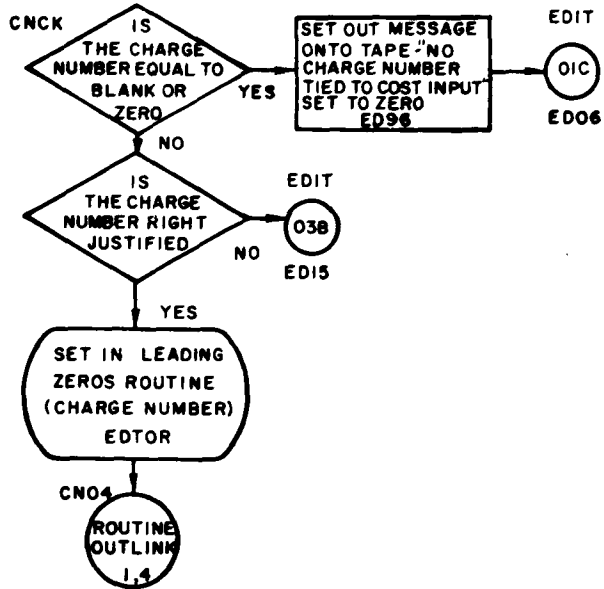 CNCK
IS
THE CHARGE
NUMBER EQUAL TO
BLANK OR
ZERO
YES
SET OUT MESSAGE
ONTO TAPE-"NO
CHARGE NUMBER
TIED TO COST INPUT"
SET TO ZERO
ED96
EDIT
01C
ED06
NO
IS
THE CHARGE
NUMBER RIGHT
JUSTIFIED
NO
EDIT
03B
ED15
YES
SET IN LEADING
ZEROS ROUTINE
(CHARGE NUMBER)
EDTOR
CN04
ROUTINE
OUTLINK
1,4